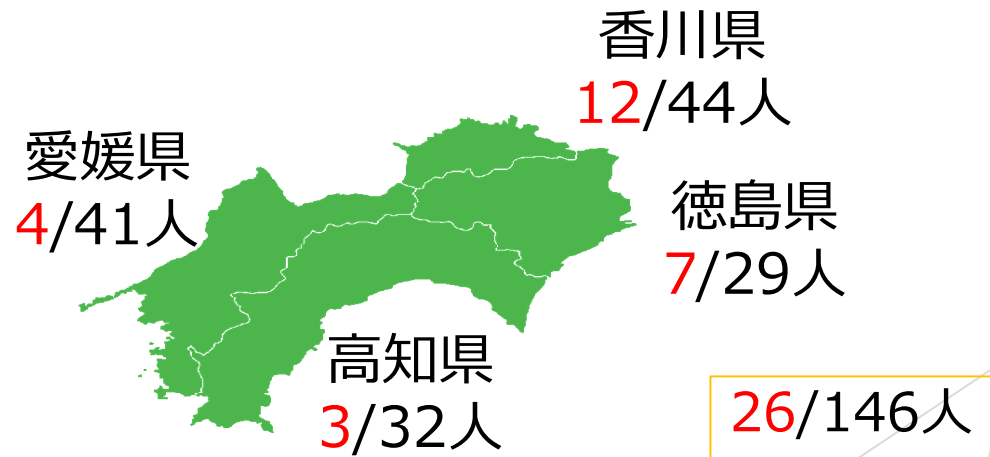 香川県
12/44人
愛媛県
4/41人
徳島県
7/29人
高知県
3/32人
26/146人